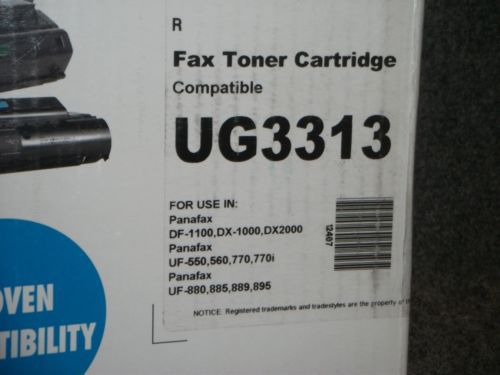 R
Fax Toner Cartridge
Compatible
UG3313
FOR USE IN:
Panafax
DF-1100,DX-1000,DX2000
Panafax
UF-550,560,770,770i
Panafax
UF-880,885,889,895
12407
NOTICE: Registered trademarks and tradestyles are the property of
OVEN
TIBILITY